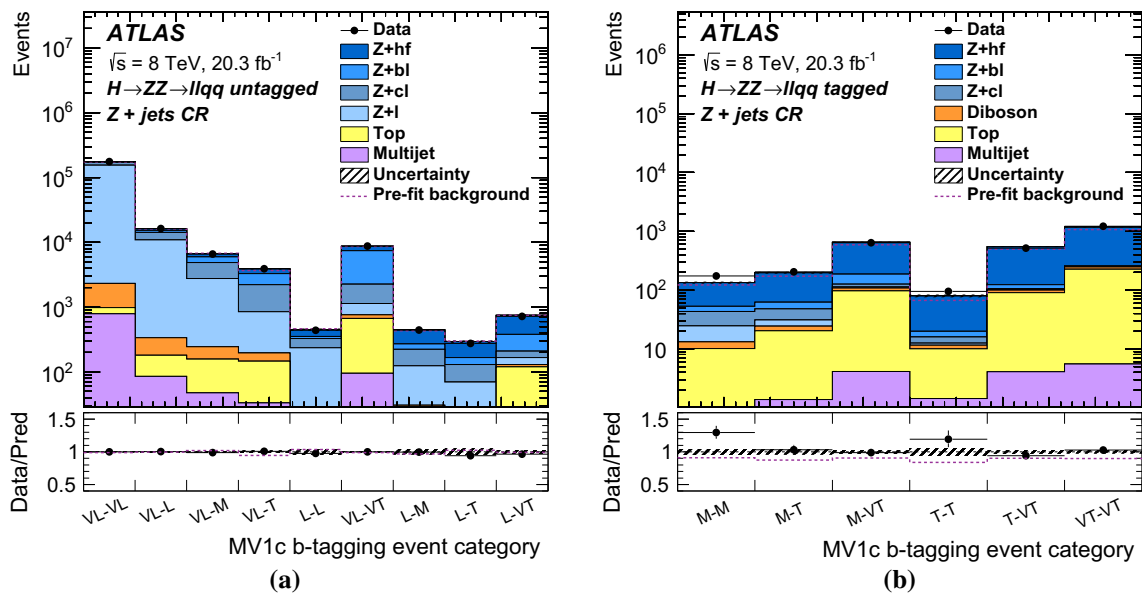 Events
10⁷
10⁶
10⁵
10⁴
10³
10²
ATLAS
√s = 8 TeV, 20.3 fb⁻¹
H→ZZ→llqq untagged
Z + jets CR
Data
Z+hf
Z+bl
Z+cl
Z+l
Top
Multijet
Uncertainty
Pre-fit background
Data/Pred
1.5
1
0.5
VL-VL VL-L VL-M VL-T L-L VL-VT L-M L-T L-VT
MV1c b-tagging event category
(a)
Events
10⁶
10⁵
10⁴
10³
10²
10
ATLAS
√s = 8 TeV, 20.3 fb⁻¹
H→ZZ→llqq tagged
Z + jets CR
Data
Z+hf
Z+bl
Z+cl
Diboson
Top
Multijet
Uncertainty
Pre-fit background
Data/Pred
1.5
1
0.5
M-M M-T M-VT T-T T-VT VT-VT
MV1c b-tagging event category
(b)